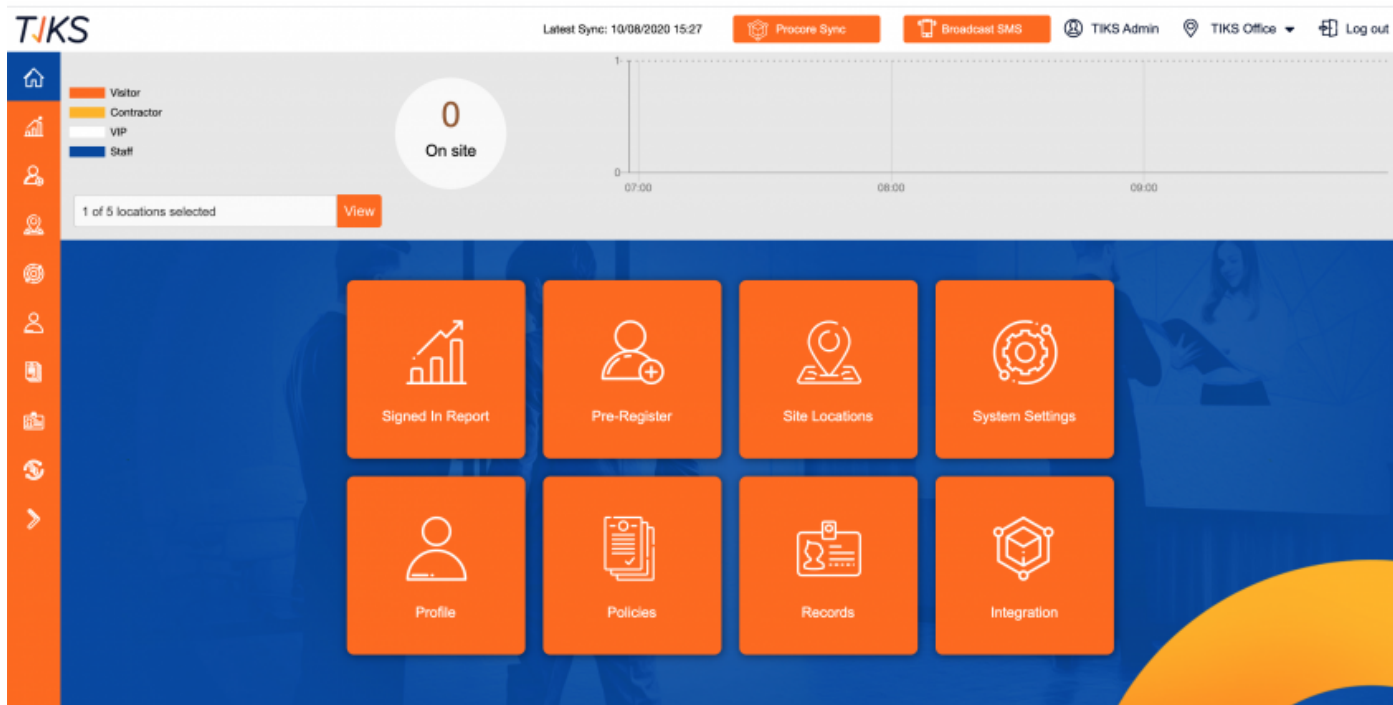 TIKS
Latest Sync: 10/08/2020 15:27
Procore Sync
Broadcast SMS
TIKS Admin
TIKS Office
Log out
Visitor
Contractor
VIP
Staff
0
On site
1
0
07:00
08:00
09:00
1 of 5 locations selected
View
Signed In Report
Pre-Register
Site Locations
System Settings
Profile
Policies
Records
Integration